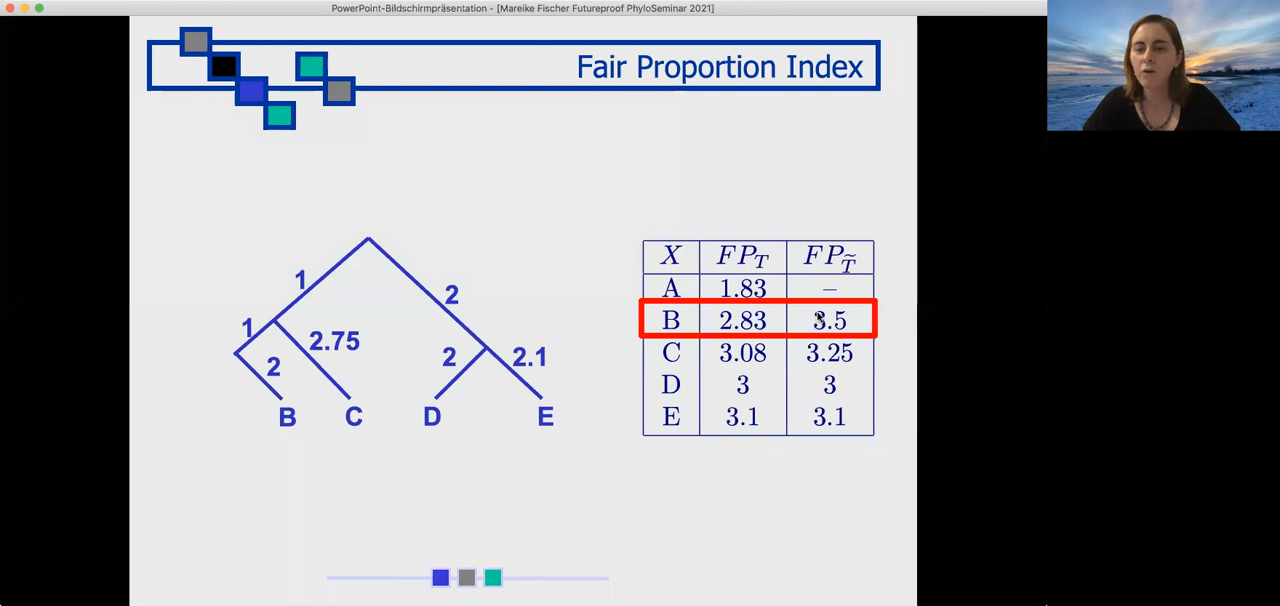 PowerPoint-Bildschirmpräsentation - [Mareike Fischer Futureproof PhyloSeminar 2021]
Fair Proportion Index
1
2
1
2
2.75
2
2.1
B C D E
X FP_T FP_T̃
A 1.83 –
B 2.83 3.5
C 3.08 3.25
D 3 3
E 3.1 3.1